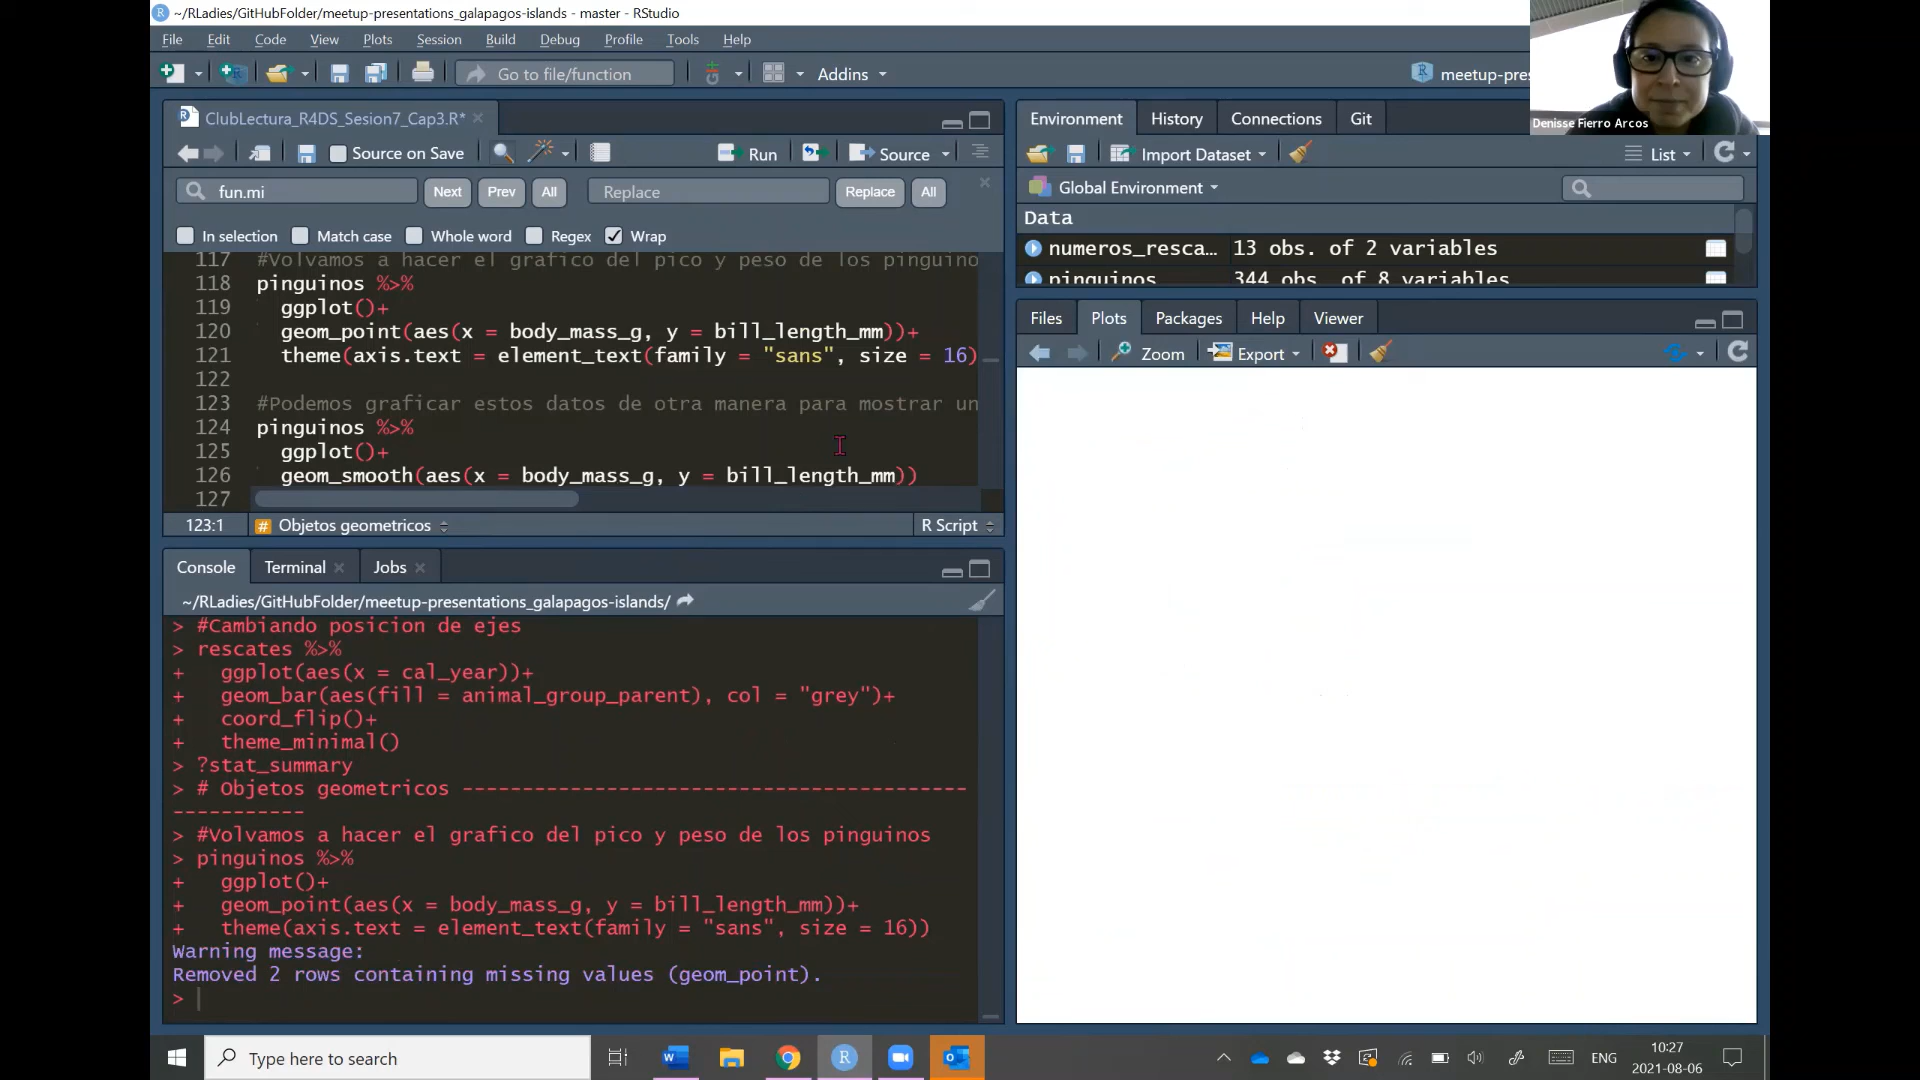 ~/RLadies/GitHubFolder/meetup-presentations_galapagos-islands - master - RStudio
File Edit Code View Plots Session Build Debug Profile Tools Help
Go to file/function Addins meetup-pres
Denisse Fierro Arcos
ClubLectura_R4DS_Sesion7_Cap3.R*
Source on Save Run Source
fun.mi Next Prev All Replace Replace All
In selection Match case Whole word Regex Wrap
117 #Volvamos a hacer el grafico del pico y peso de los pinguino
118 pinguinos %>%
119 ggplot()+
120 geom_point(aes(x = body_mass_g, y = bill_length_mm))+
121 theme(axis.text = element_text(family = "sans", size = 16)
122
123 #Podemos graficar estos datos de otra manera para mostrar un
124 pinguinos %>%
125 ggplot()+
126 geom_smooth(aes(x = body_mass_g, y = bill_length_mm))
127
123:1 # Objetos geometricos R Script
Console Terminal Jobs
~/RLadies/GitHubFolder/meetup-presentations_galapagos-islands/
> #Cambiando posicion de ejes
> rescates %>%
+ ggplot(aes(x = cal_year))+
+ geom_bar(aes(fill = animal_group_parent), col = "grey")+
+ coord_flip()+
+ theme_minimal()
> ?stat_summary
> # Objetos geometricos ------------------------------------------
-----------
> #Volvamos a hacer el grafico del pico y peso de los pinguinos
> pinguinos %>%
+ ggplot()+
+ geom_point(aes(x = body_mass_g, y = bill_length_mm))+
+ theme(axis.text = element_text(family = "sans", size = 16))
Warning message:
Removed 2 rows containing missing values (geom_point).
>
Environment History Connections Git
Import Dataset List
Global Environment
Data
numeros_resca... 13 obs. of 2 variables
pinguinos 344 obs. of 8 variables
Files Plots Packages Help Viewer
Zoom Export
Type here to search
ENG
10:27
2021-08-06